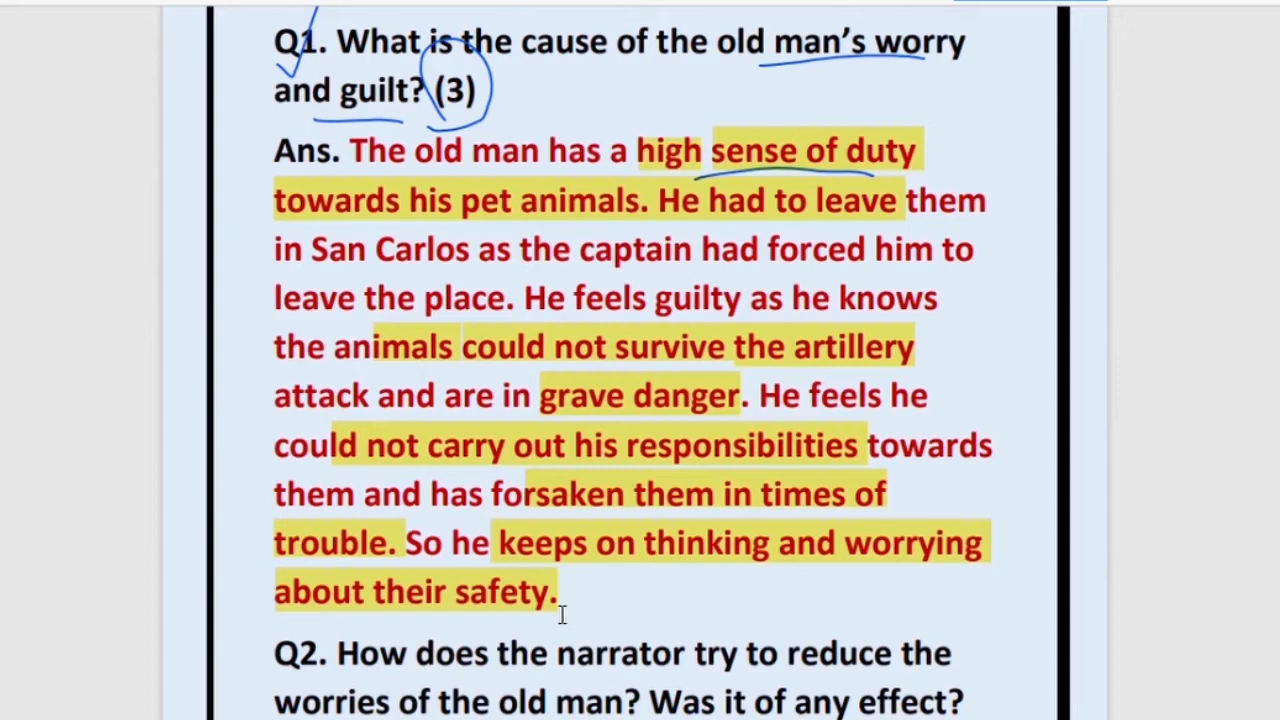 Q1. What is the cause of the old man's worry
and guilt? (3)
Ans. The old man has a high sense of duty
towards his pet animals. He had to leave them
in San Carlos as the captain had forced him to
leave the place. He feels guilty as he knows
the animals could not survive the artillery
attack and are in grave danger. He feels he
could not carry out his responsibilities towards
them and has forsaken them in times of
trouble. So he keeps on thinking and worrying
about their safety.
Q2. How does the narrator try to reduce the
worries of the old man? Was it of any effect?